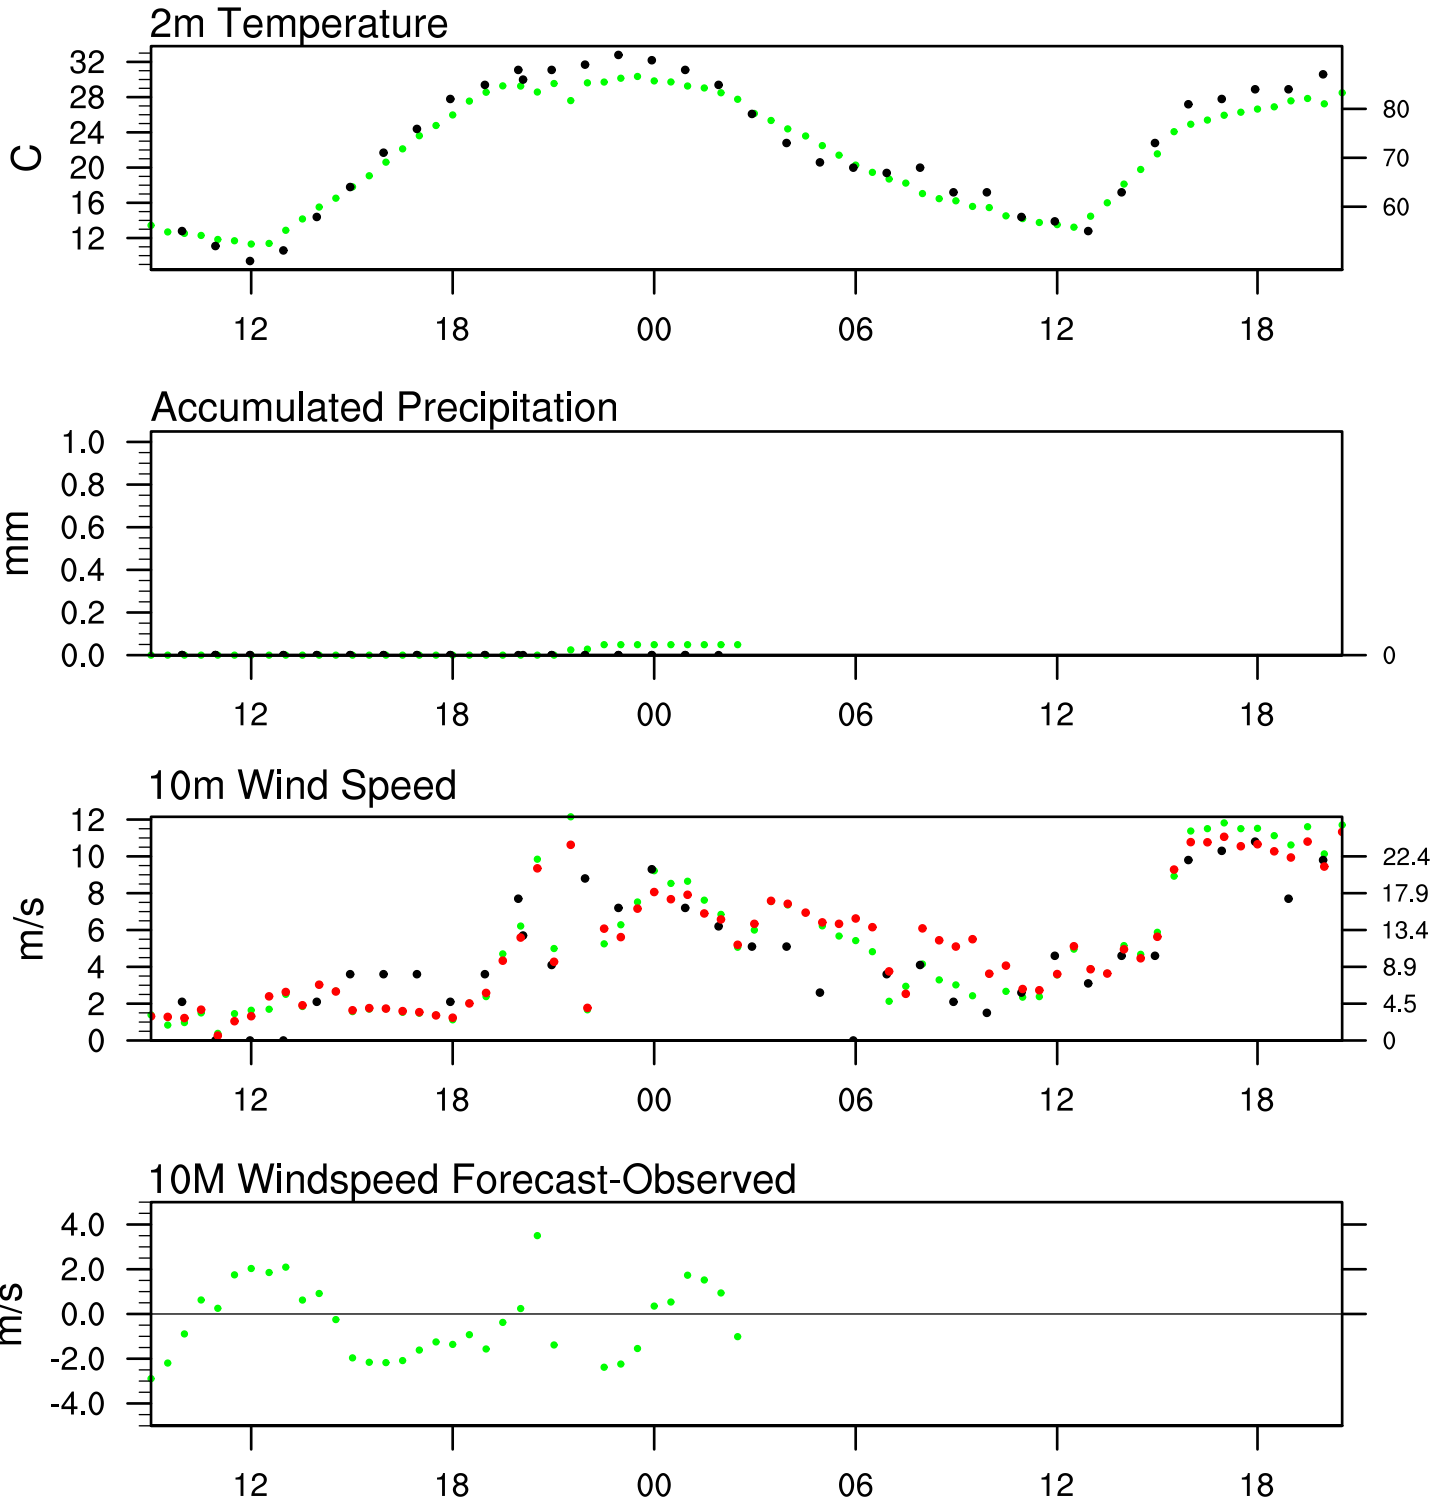 2m Temperature
32
28
24
20
16
12
C
80
70
60
12 18 00 06 12 18
Accumulated Precipitation
1.0
0.8
0.6
0.4
0.2
0.0
mm
0
12 18 00 06 12 18
10m Wind Speed
12
10
8
6
4
2
0
m/s
22.4
17.9
13.4
8.9
4.5
0
12 18 00 06 12 18
10M Windspeed Forecast-Observed
4.0
2.0
0.0
-2.0
-4.0
m/s
12 18 00 06 12 18